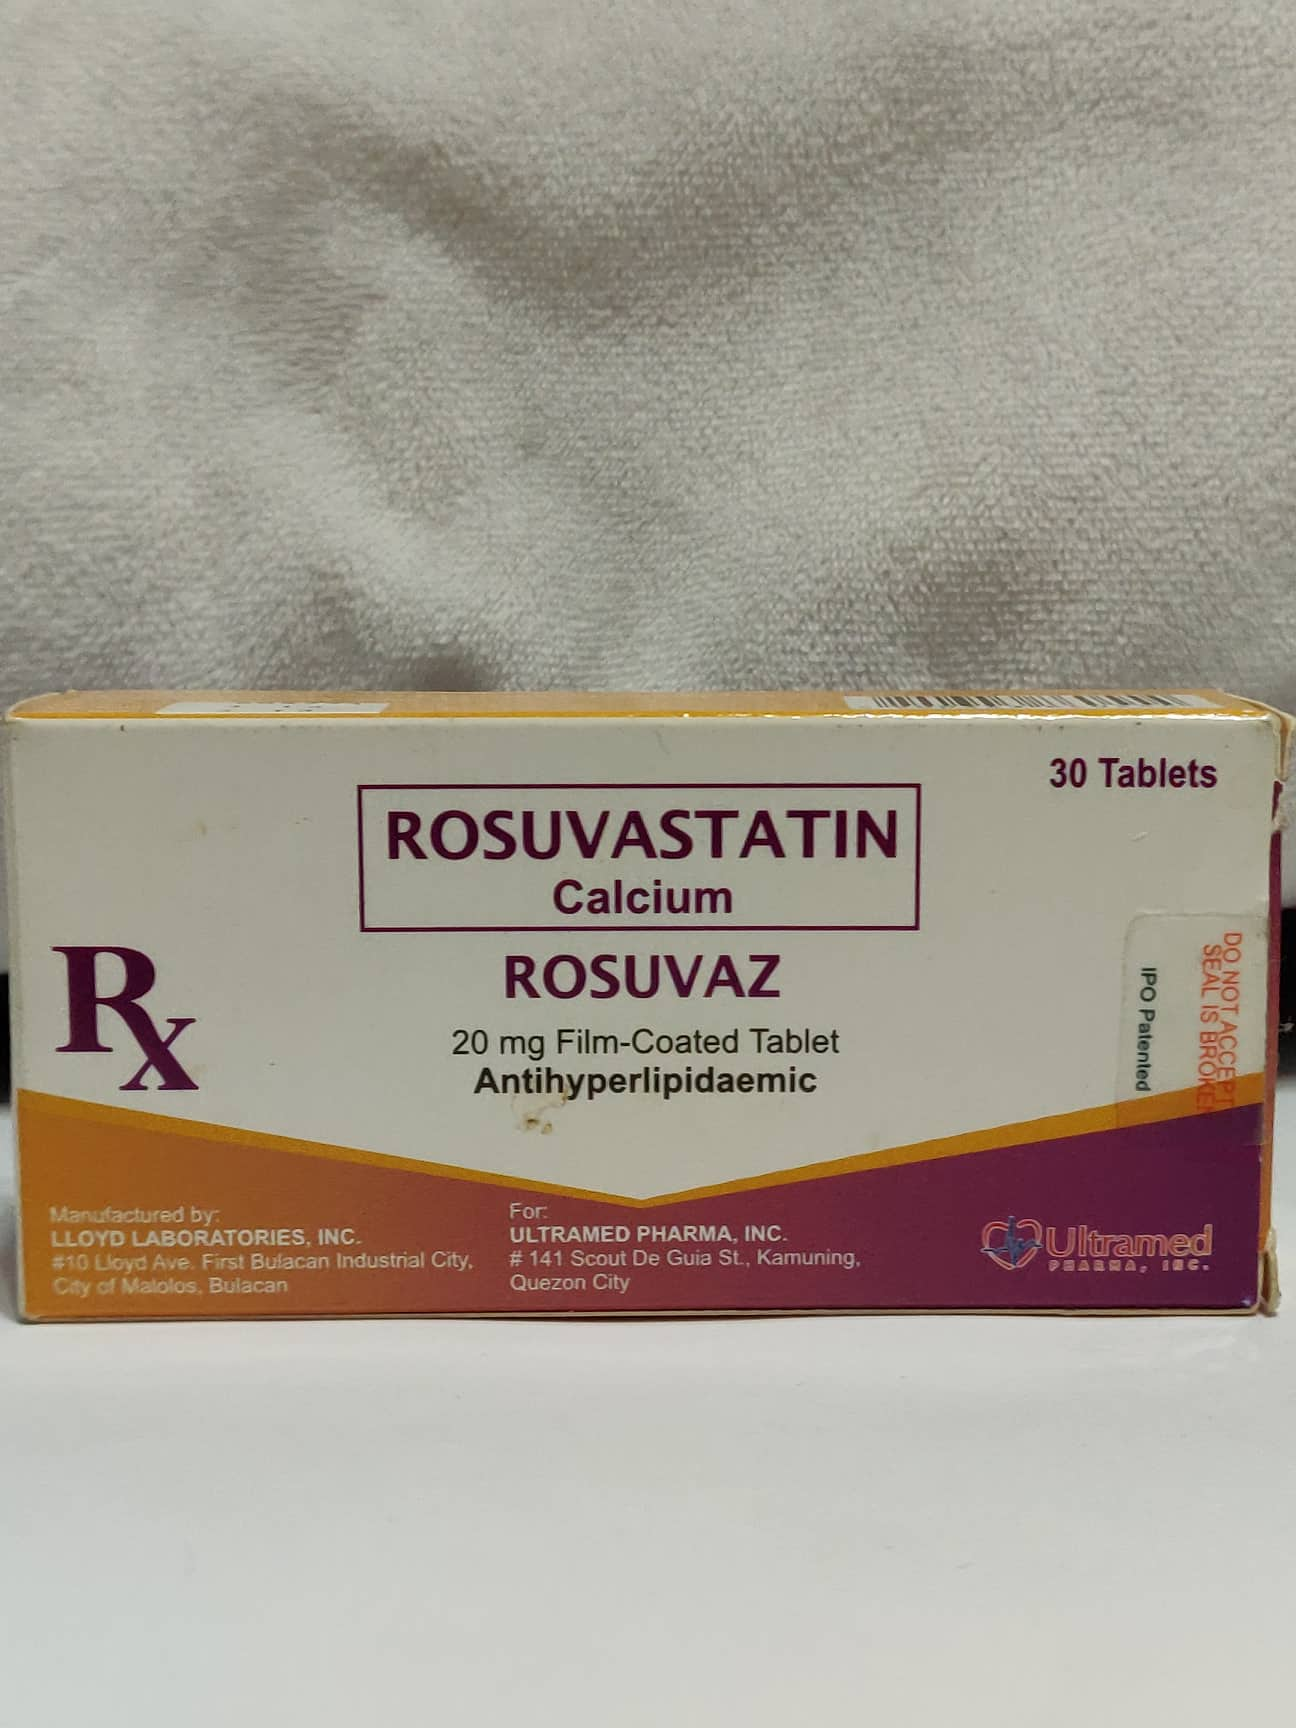 30 Tablets
ROSUVASTATIN
Calcium
ROSUVAZ
20 mg Film-Coated Tablet
Antihyperlipidaemic
Rx
IPO Patented
DO NOT ACCEPT
SEAL IS BROKEN
Manufactured by:
LLOYD LABORATORIES, INC.
#10 Lloyd Ave. First Bulacan Industrial City,
City of Malolos, Bulacan
For:
ULTRAMED PHARMA, INC.
# 141 Scout De Guia St., Kamuning,
Quezon City
Ultramed
PHARMA, INC.